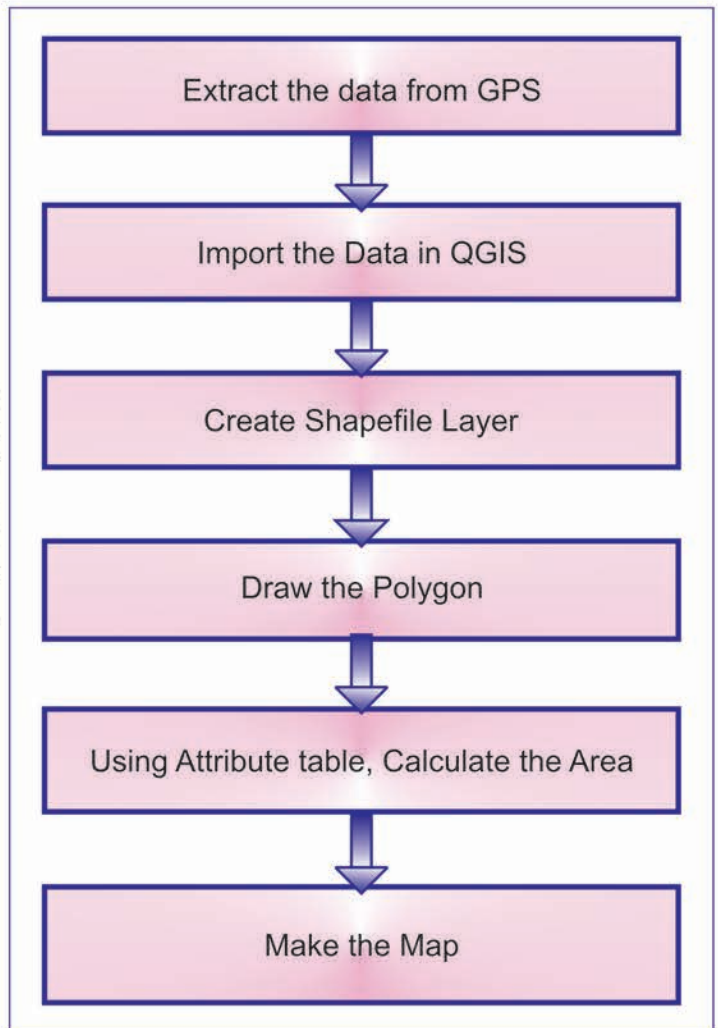 Extract the data from GPS
Import the Data in QGIS
Create Shapefile Layer
Draw the Polygon
Using Attribute table, Calculate the Area
Make the Map